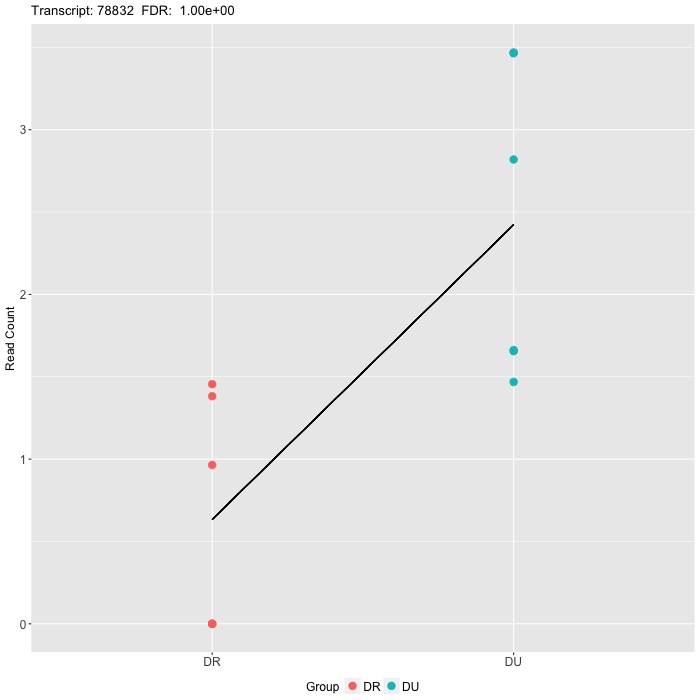 Transcript: 78832  FDR:  1.00e+00
3
2
1
0
Read Count
DR DU
Group DR DU